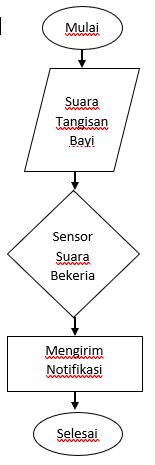 Mulai
Suara
Tangisan
Bayi
Sensor
Suara
Bekeria
Mengirim
Notifikasi
Selesai